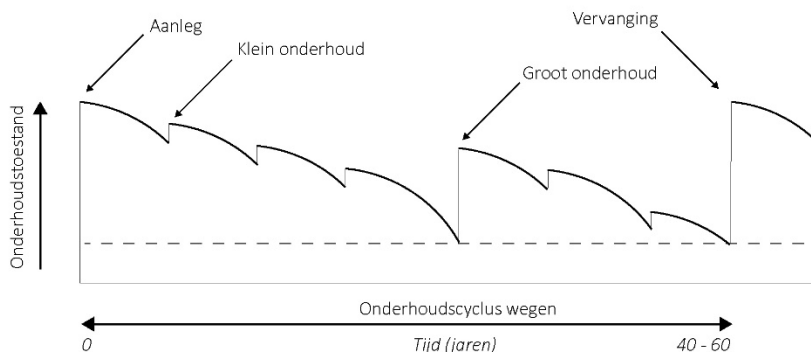 Aanleg
Klein onderhoud
Vervanging
Groot onderhoud
Onderhoudstoestand
Onderhoudscyclus wegen
0
Tijd (jaren)
40 - 60